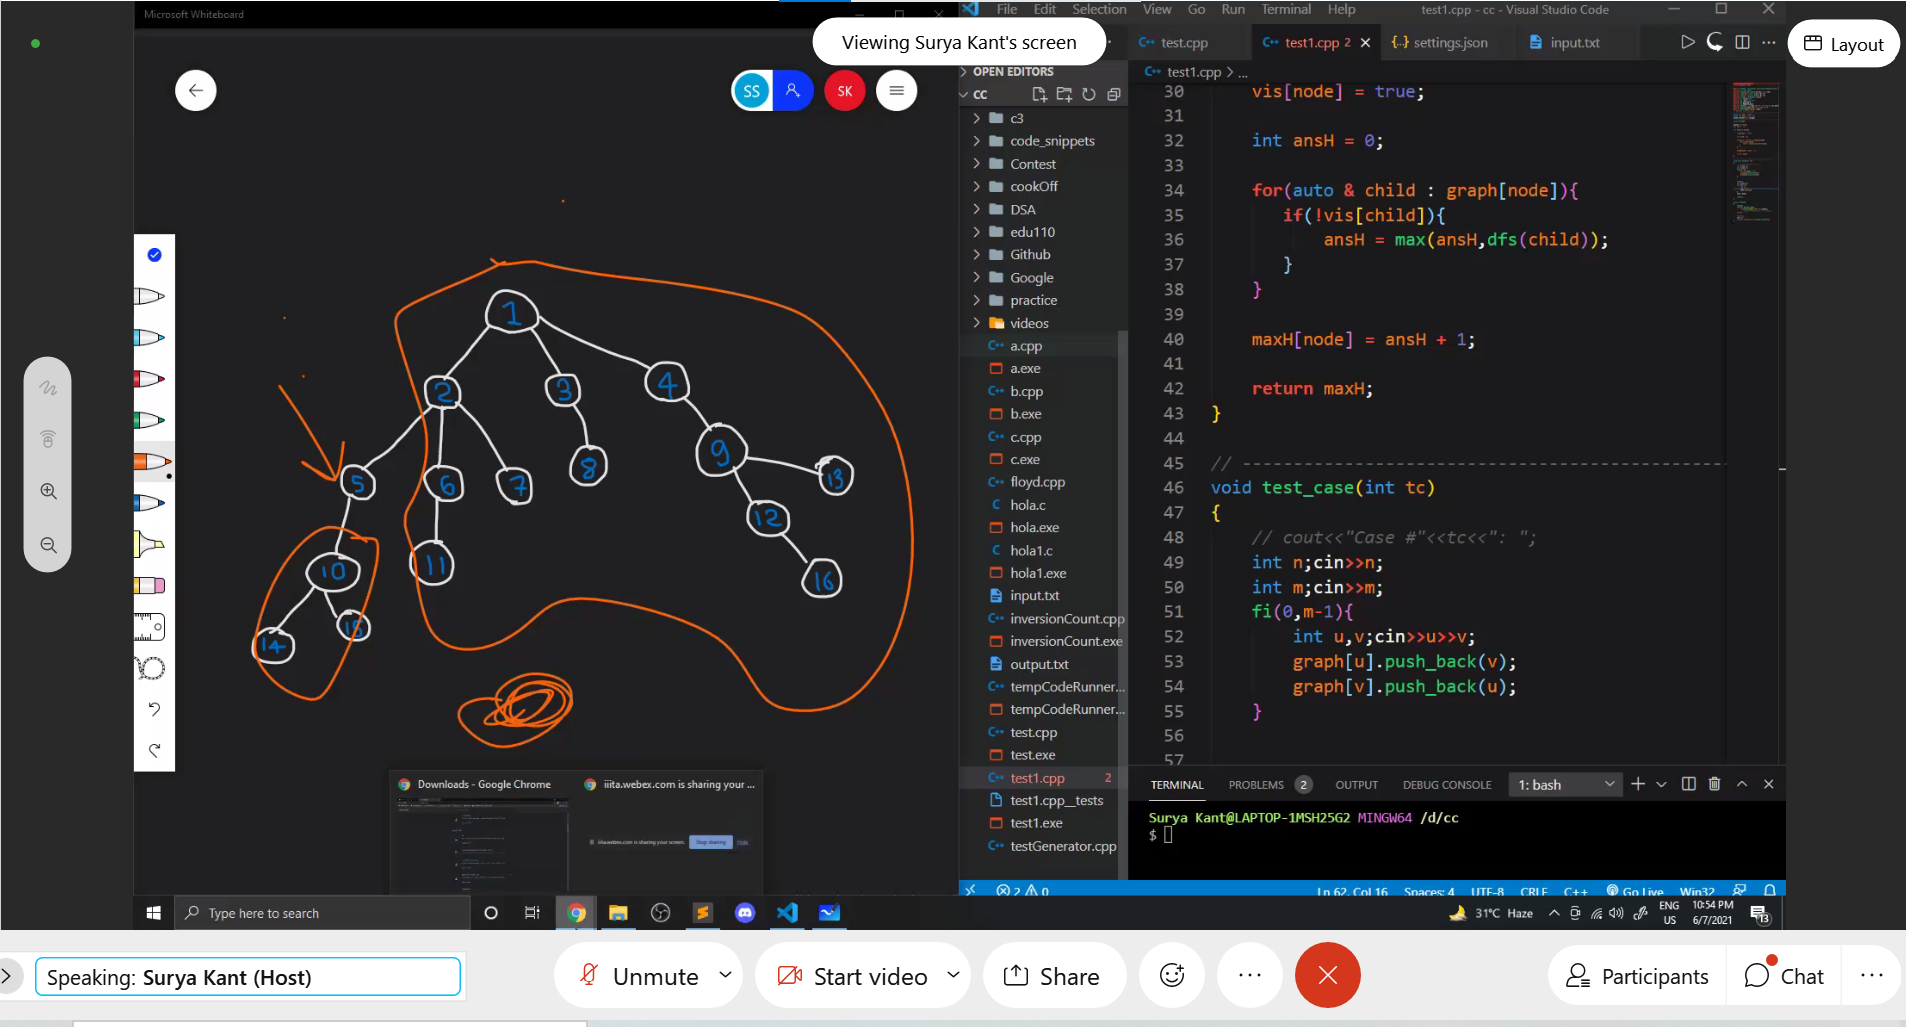 Microsoft Whiteboard
Viewing Surya Kant's screen
Layout
SS
SK
1
2
3
4
5
6
7
8
9
13
12
10
11
16
14
15
Downloads - Google Chrome
iiita.webex.com is sharing your ...
iiita.webex.com is sharing your screen.
Stop sharing
Hide
File Edit Selection View Go Run Terminal Help
test1.cpp - cc - Visual Studio Code
test.cpp
test1.cpp 2
settings.json
input.txt
OPEN EDITORS
CC
c3
code_snippets
Contest
cookOff
DSA
edu110
Github
Google
practice
videos
a.cpp
a.exe
b.cpp
b.exe
c.cpp
c.exe
floyd.cpp
hola.c
hola.exe
hola1.c
hola1.exe
input.txt
inversionCount.cpp
inversionCount.exe
output.txt
tempCodeRunner...
tempCodeRunner...
test.cpp
test.exe
test1.cpp 2
test1.cpp__tests
test1.exe
testGenerator.cpp
test1.cpp > ...
30 vis[node] = true;
31
32 int ansH = 0;
33
34 for(auto & child : graph[node]){
35 if(!vis[child]){
36 ansH = max(ansH,dfs(child));
37 }
38 }
39
40 maxH[node] = ansH + 1;
41
42 return maxH;
43 }
44
45 // -----------------------------------------------
46 void test_case(int tc)
47 {
48 // cout<<"Case #"<<tc<<": ";
49 int n;cin>>n;
50 int m;cin>>m;
51 fi(0,m-1){
52 int u,v;cin>>u>>v;
53 graph[u].push_back(v);
54 graph[v].push_back(u);
55 }
56
57
TERMINAL PROBLEMS 2 OUTPUT DEBUG CONSOLE 1: bash
Surya Kant@LAPTOP-1MSH25G2 MINGW64 /d/cc
$
2 0 Ln 62, Col 16 Spaces: 4 UTF-8 CRLF C++ Go Live Win32
Type here to search
31°C Haze
ENG
US
10:54 PM
6/7/2021
13
Speaking: Surya Kant (Host)
Unmute
Start video
Share
Participants
Chat